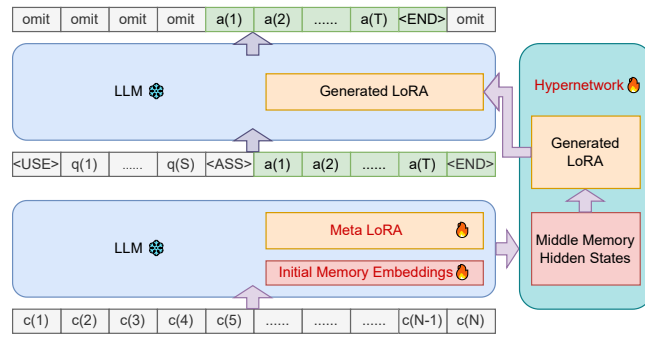 omit omit omit omit a(1) a(2) ...... a(T) <END> omit
LLM
Generated LoRA
<USE> q(1) ...... q(S) <ASS> a(1) a(2) ...... a(T) <END>
LLM
Meta LoRA
Initial Memory Embeddings
c(1) c(2) c(3) c(4) c(5) ...... ...... ...... c(N-1) c(N)
Hypernetwork
Generated
LoRA
Middle Memory
Hidden States